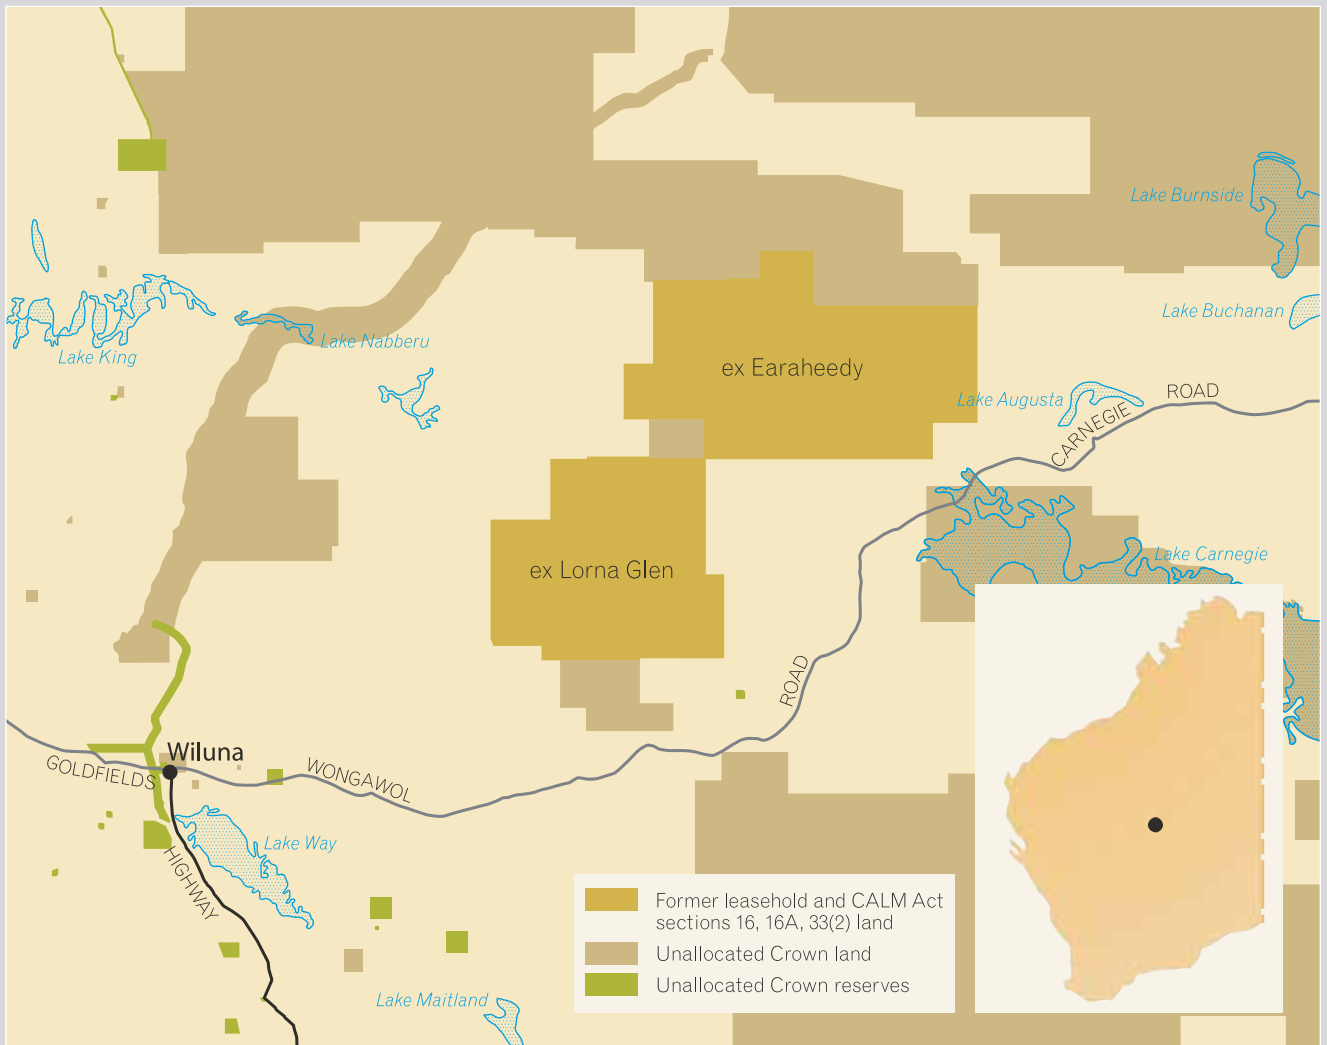 Lake Burnside
Lake Buchanan
Lake Nabberu
Lake King
ex Earaheedy
ROAD
Lake Augusta
CARNEGIE
Lake Carnegie
ex Lorna Glen
ROAD
Wiluna
GOLDFIELDS
WONGAWOL
Lake Way
HIGHWAY
Former leasehold and CALM Act
sections 16, 16A, 33(2) land
Unallocated Crown land
Unallocated Crown reserves
Lake Maitland